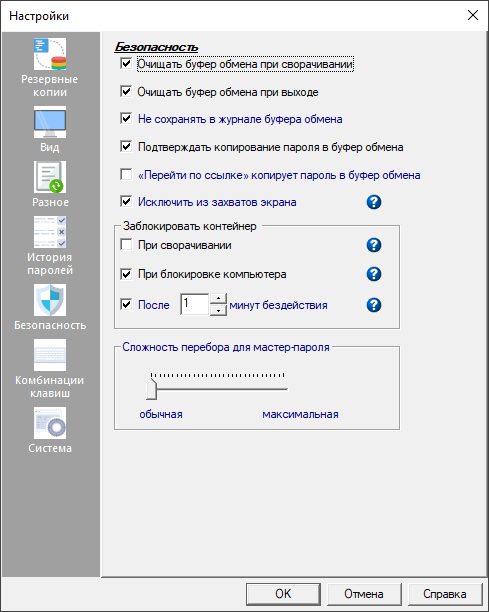 Настройки
Резервные
копии
Вид
Разное
История
паролей
Безопасность
Комбинации
клавиш
Система
Безопасность
Очищать буфер обмена при сворачивании
Очищать буфер обмена при выходе
Не сохранять в журнале буфера обмена
Подтверждать копирование пароля в буфер обмена
«Перейти по ссылке» копирует пароль в буфер обмена
Исключить из захватов экрана
Заблокировать контейнер
При сворачивании
При блокировке компьютера
После 1 минут бездействия
Сложность перебора для мастер-пароля
обычная максимальная
OK Отмена Справка